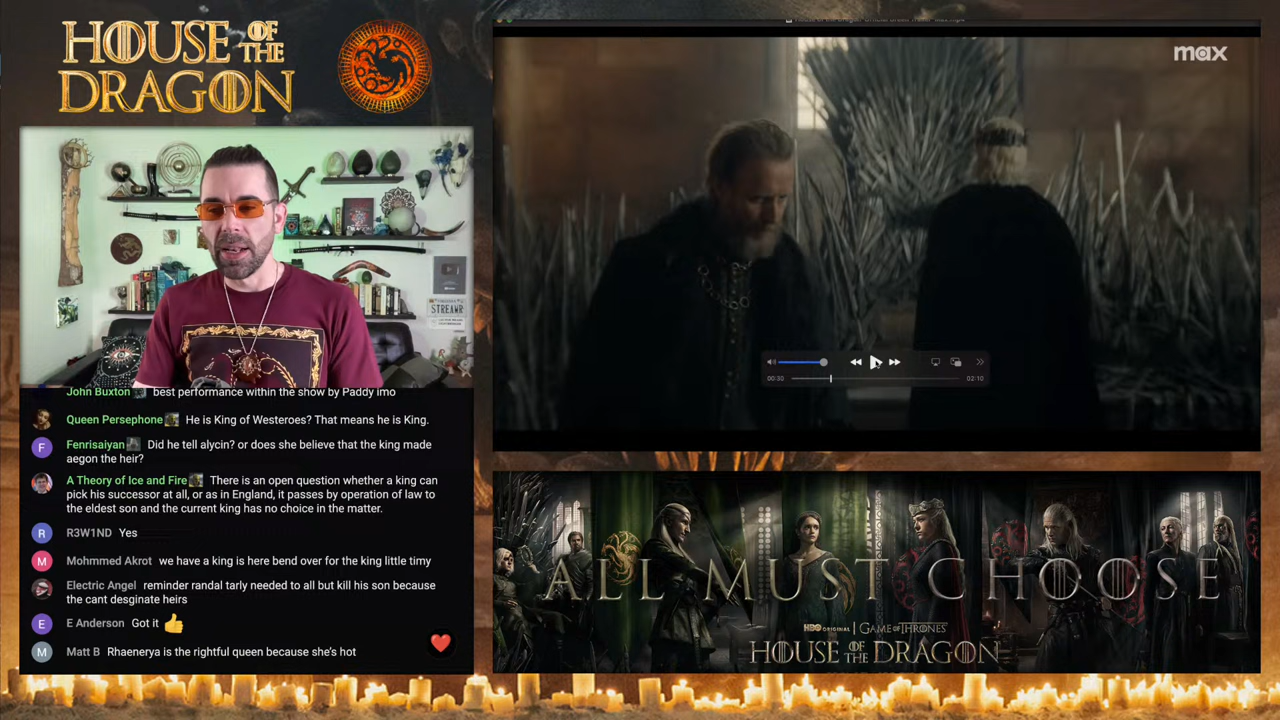 HOUSE OF THE
DRAGON
max
STREAWR
00:30
02:10
John Buxton best performance within the show by Paddy imo
Queen Persephone He is King of Westeroes? That means he is King.
F Fenrisaiyan Did he tell alycin? or does she believe that the king made
aegon the heir?
A Theory of Ice and Fire There is an open question whether a king can
pick his successor at all, or as in England, it passes by operation of law to
the eldest son and the current king has no choice in the matter.
R R3W1ND Yes
M Mohmmed Akrot we have a king is here bend over for the king little timy
Electric Angel reminder randal tarly needed to all but kill his son because
the cant desginate heirs
E E Anderson Got it 👍
M Matt B Rhaenerya is the rightful queen because she's hot
ALL MUST CHOOSE
HBO ORIGINAL | GAME OF THRONES
HOUSE OF THE DRAGON